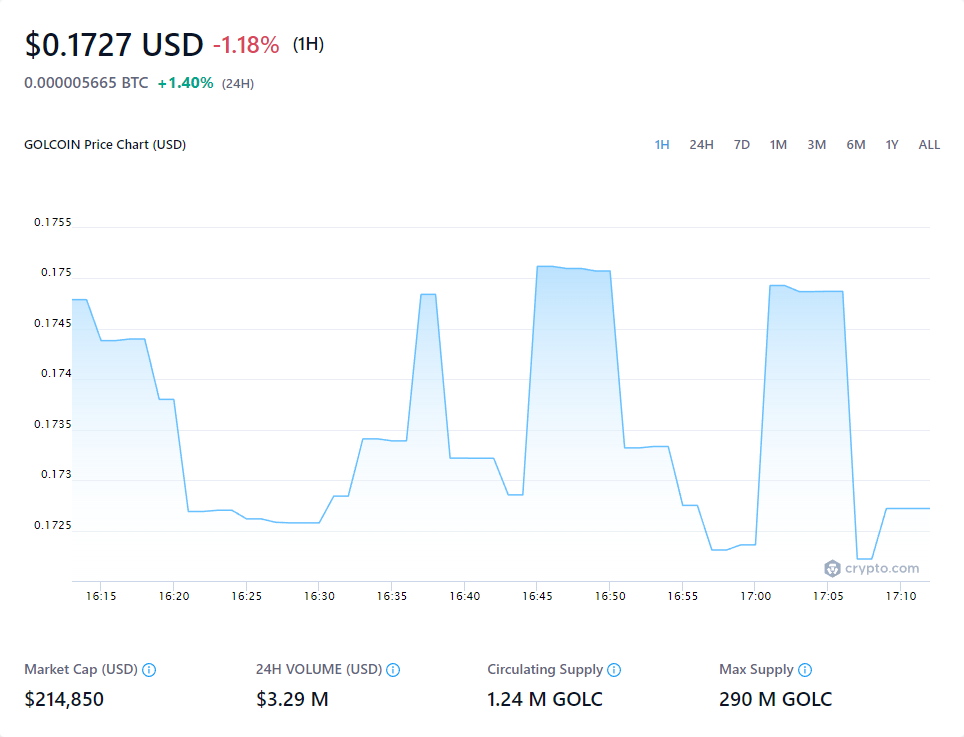 $0.1727 USD -1.18% (1H)
0.000005665 BTC +1.40% (24H)
GOLCOIN Price Chart (USD) 1H 24H 7D 1M 3M 6M 1Y ALL
0.1755
0.175
0.1745
0.174
0.1735
0.173
0.1725
crypto.com
16:15 16:20 16:25 16:30 16:35 16:40 16:45 16:50 16:55 17:00 17:05 17:10
Market Cap (USD) 24H VOLUME (USD) Circulating Supply Max Supply
$214,850 $3.29 M 1.24 M GOLC 290 M GOLC